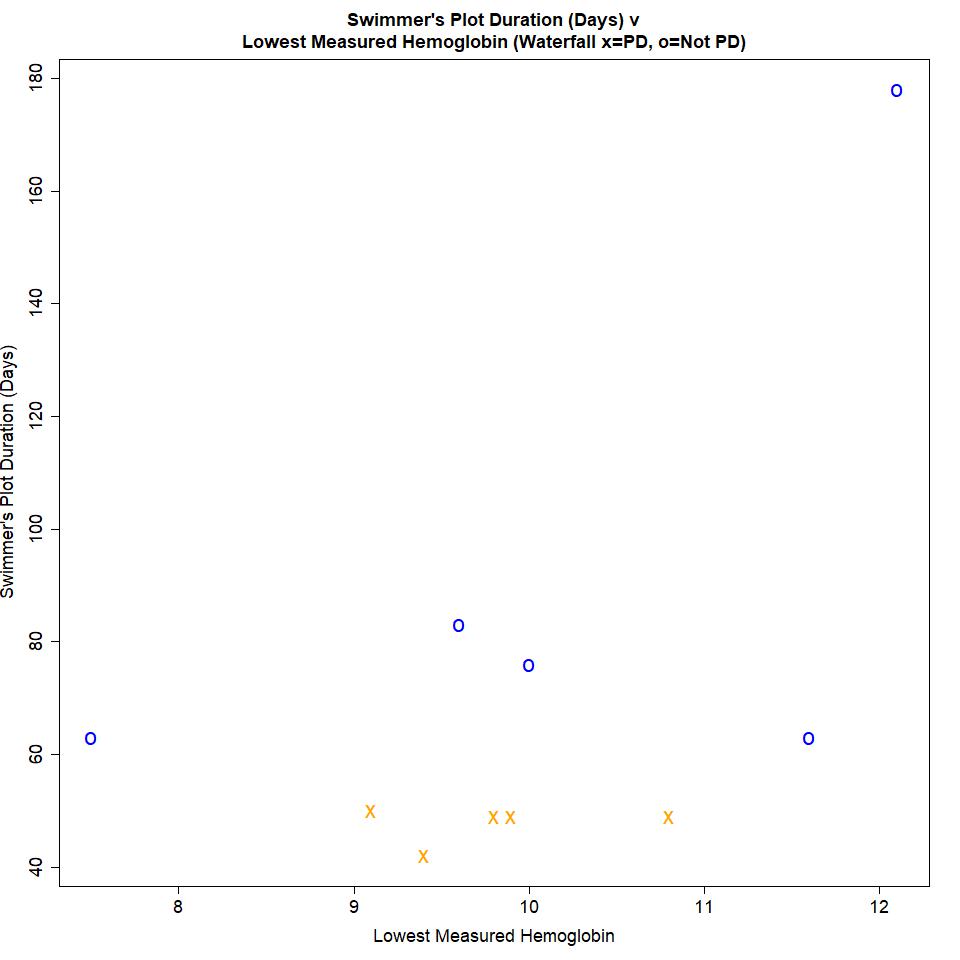 Swimmer's Plot Duration (Days) v
Lowest Measured Hemoglobin (Waterfall x=PD, o=Not PD)
Swimmer's Plot Duration (Days)
180
160
140
120
100
80
60
40
o
o
o
o
o
x
x x
x
x
8 9 10 11 12
Lowest Measured Hemoglobin